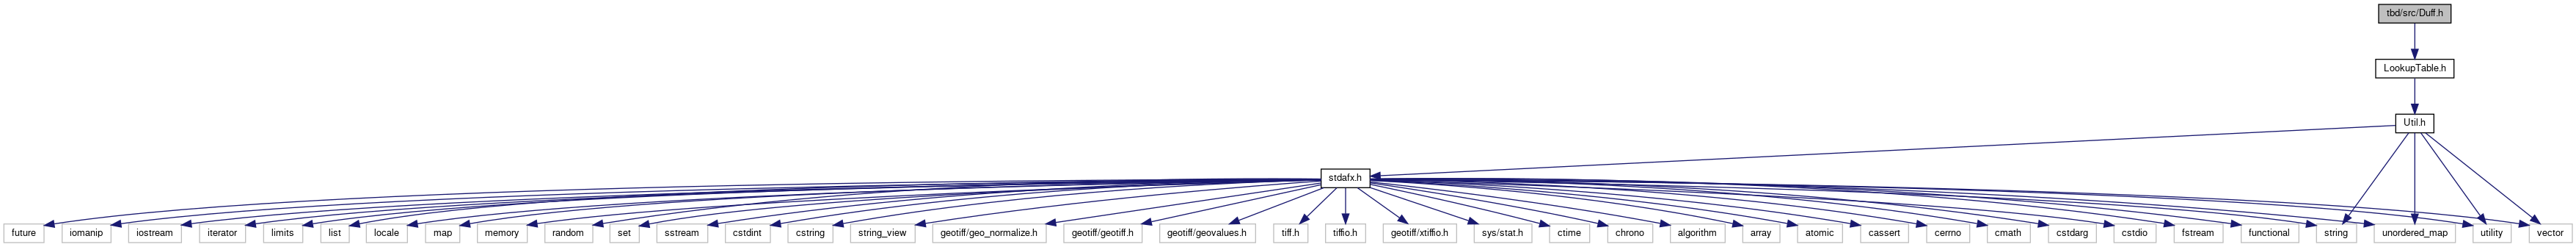 tbd/src/Duff.h
LookupTable.h
Util.h
stdafx.h
future
iomanip
iostream
iterator
limits
list
locale
map
memory
random
set
sstream
cstdint
cstring
string_view
geotiff/geo_normalize.h
geotiff/geotiff.h
geotiff/geovalues.h
tiff.h
tiffio.h
geotiff/xtiffio.h
sys/stat.h
ctime
chrono
algorithm
array
atomic
cassert
cerrno
cmath
cstdarg
cstdio
fstream
functional
string
unordered_map
utility
vector